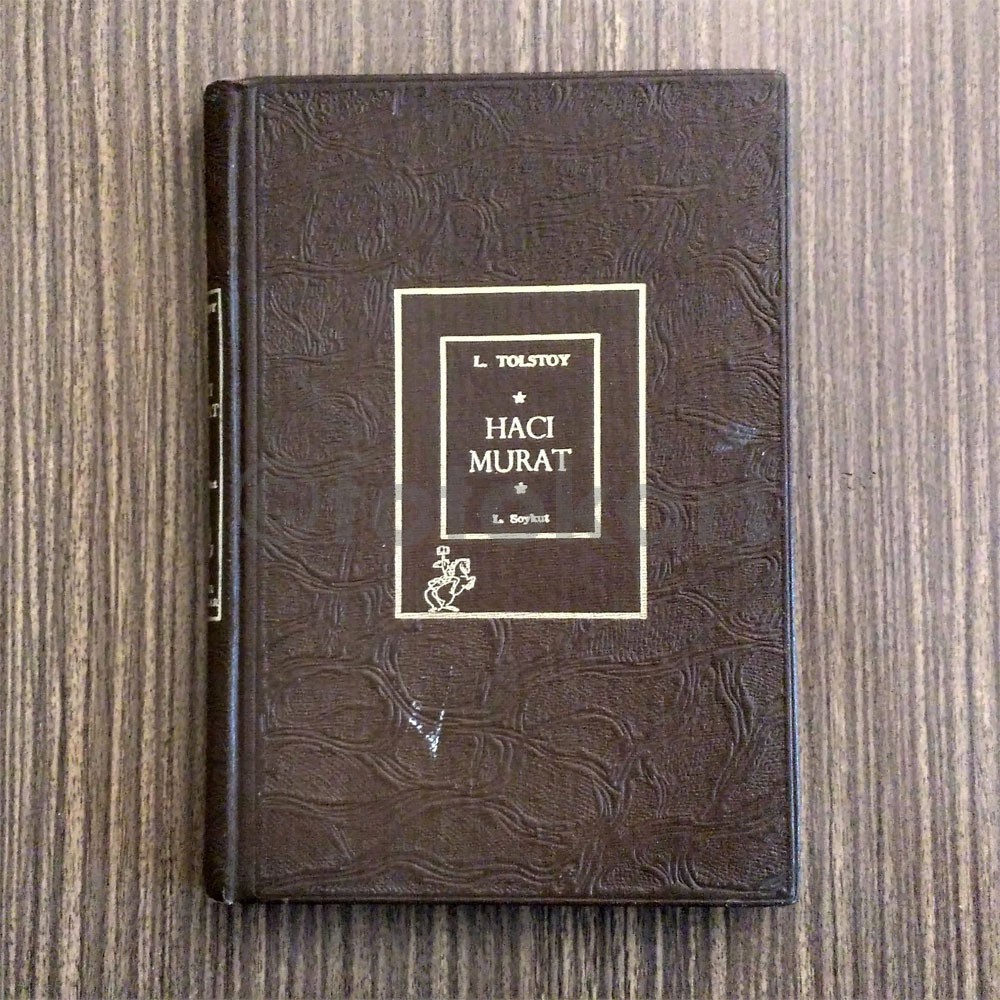 L. TOLSTOY
HACI
MURAT
L. Soykut